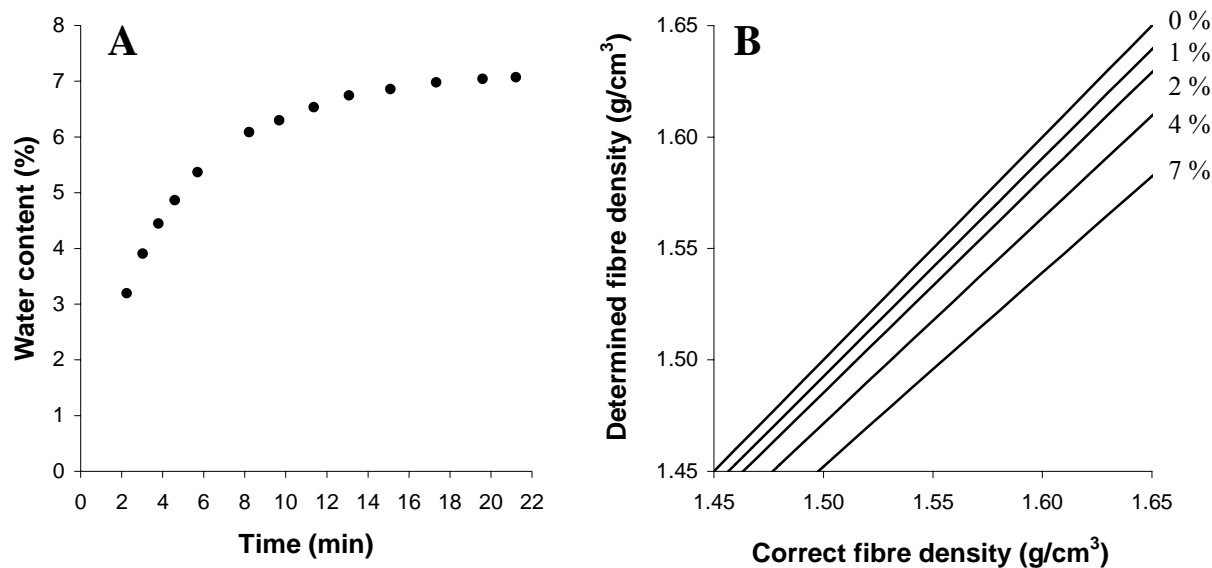 A
Water content (%)
8
7
6
5
4
3
2
1
0
0 2 4 6 8 10 12 14 16 18 20 22
Time (min)
B
Determined fibre density (g/cm³)
1.65
1.60
1.55
1.50
1.45
1.45 1.50 1.55 1.60 1.65
Correct fibre density (g/cm³)
0 %
1 %
2 %
4 %
7 %